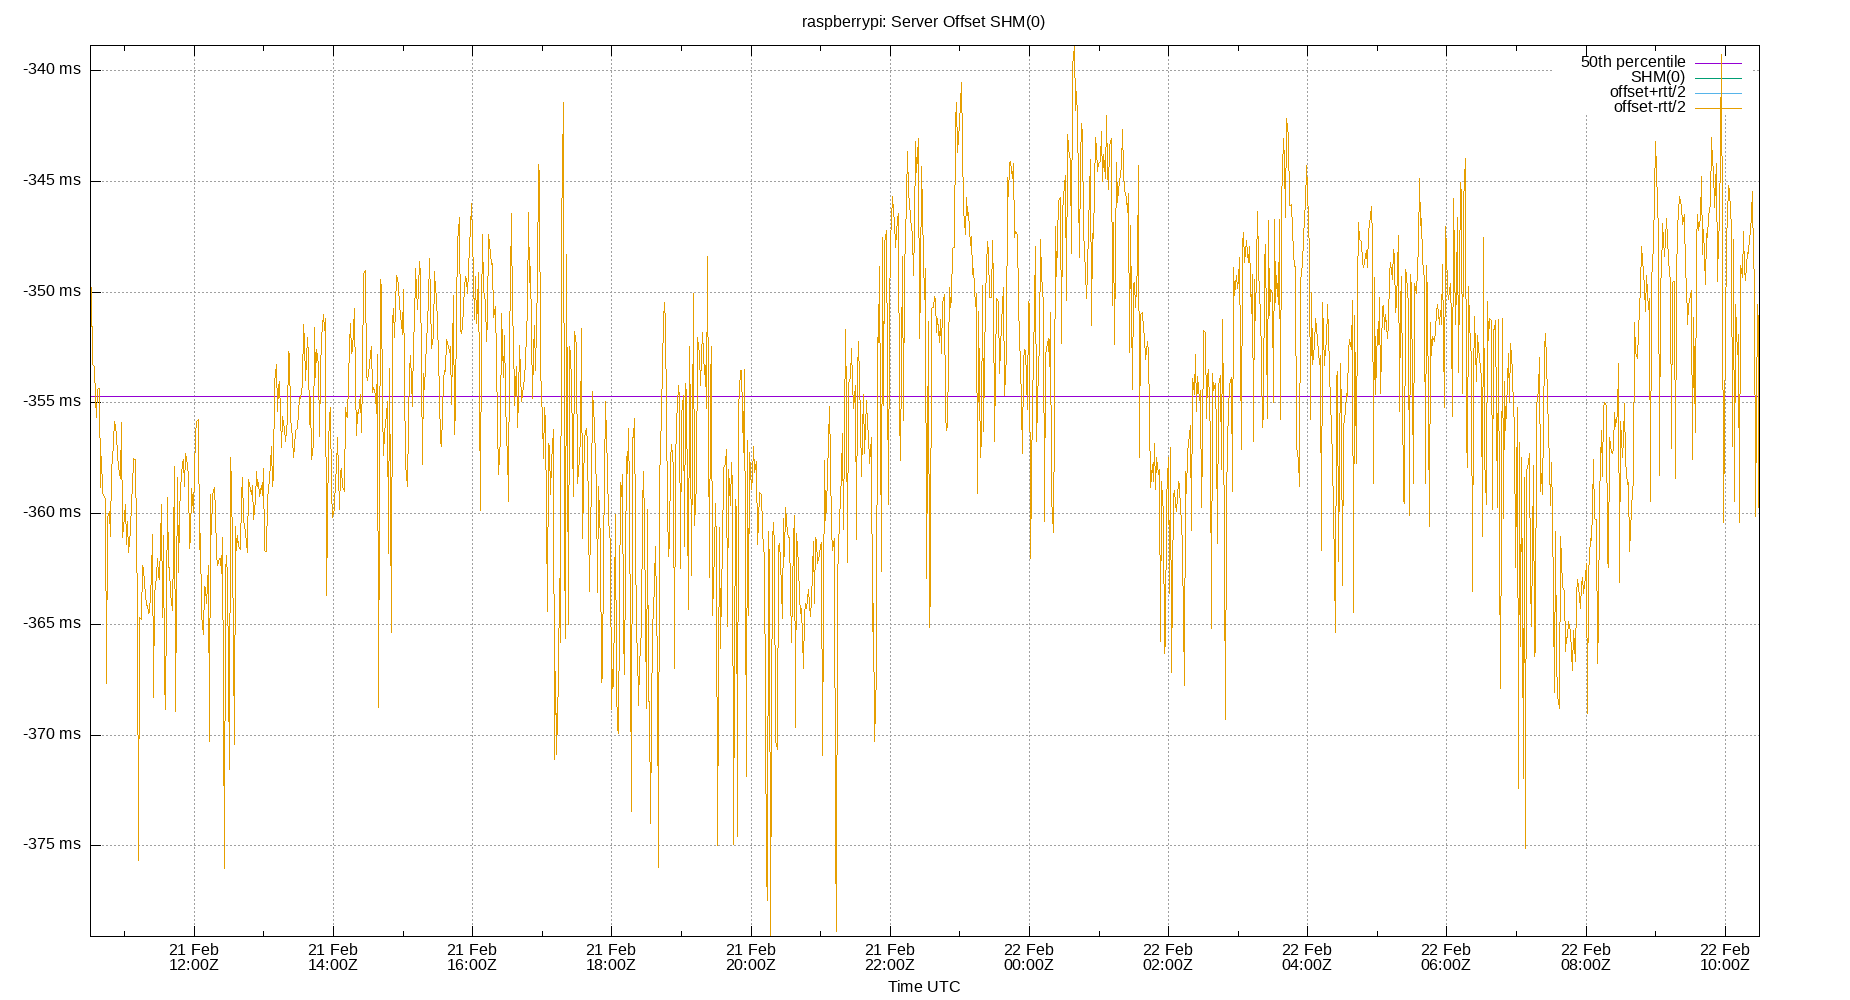 raspberrypi: Server Offset SHM(0)
-340 ms
-345 ms
-350 ms
-355 ms
-360 ms
-365 ms
-370 ms
-375 ms
50th percentile
SHM(0)
offset+rtt/2
offset-rtt/2
21 Feb 21 Feb 21 Feb 21 Feb 21 Feb 21 Feb 22 Feb 22 Feb 22 Feb 22 Feb 22 Feb 22 Feb
12:00Z 14:00Z 16:00Z 18:00Z 20:00Z 22:00Z 00:00Z 02:00Z 04:00Z 06:00Z 08:00Z 10:00Z
Time UTC